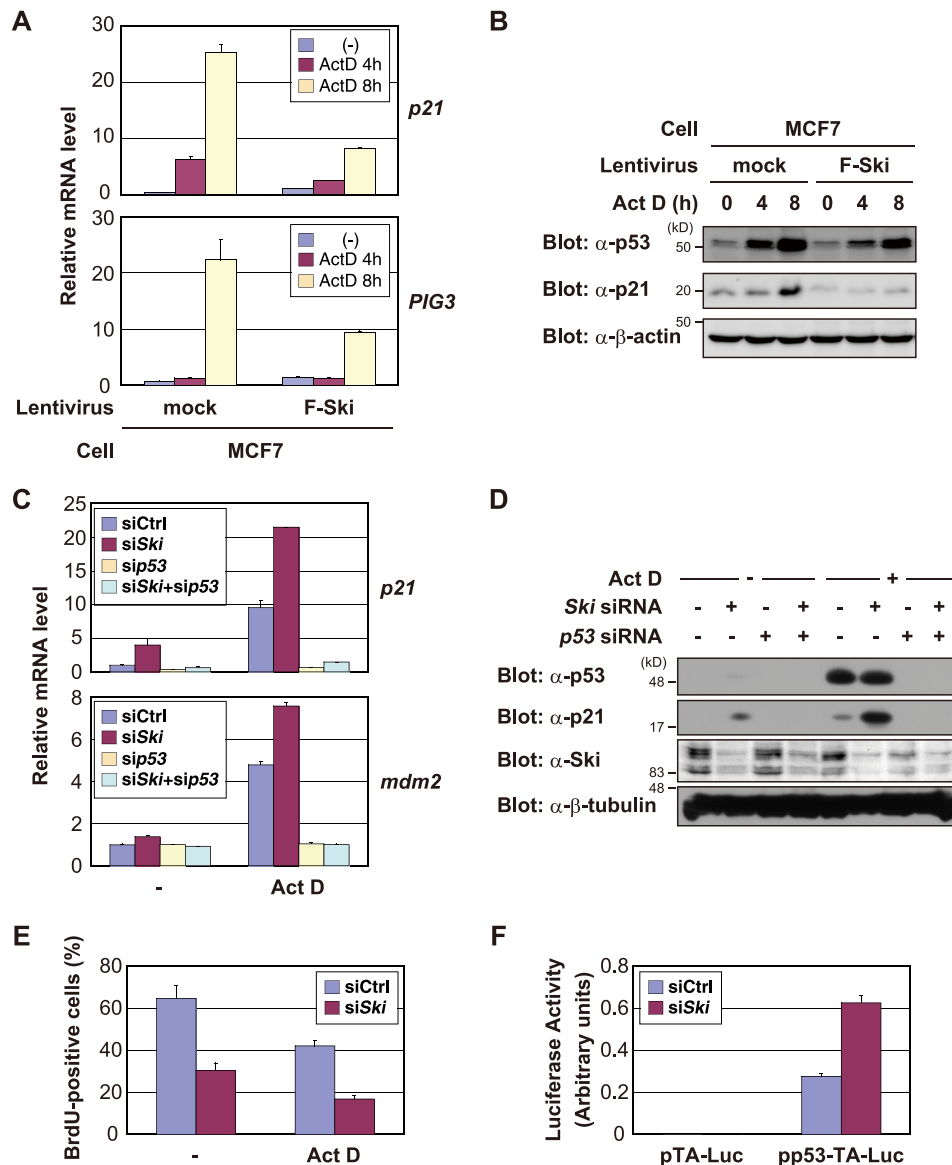 A
Relative mRNA level
30
20
10
0
(-)
ActD 4h
ActD 8h
p21
30
20
10
0
(-)
ActD 4h
ActD 8h
PIG3
Lentivirus mock F-Ski
Cell MCF7
B
Cell MCF7
Lentivirus mock F-Ski
Act D (h) 0 4 8 0 4 8
(kD)
Blot: α-p53 50
Blot: α-p21 20
50
Blot: α-β-actin
C
Relative mRNA level
25
20
15
10
5
0
siCtrl
siSki
sip53
siSki+sip53
p21
8
6
4
2
0
siCtrl
siSki
sip53
siSki+sip53
mdm2
- Act D
D
Act D - +
Ski siRNA - + - + - + - +
p53 siRNA - - + + - - + +
(kD)
Blot: α-p53 48
Blot: α-p21 17
Blot: α-Ski
83
48
Blot: α-β-tubulin
E
BrdU-positive cells (%)
80
60
40
20
0
siCtrl
siSki
- Act D
F
Luciferase Activity
(Arbitrary units)
0.8
0.6
0.4
0.2
0
siCtrl
siSki
pTA-Luc pp53-TA-Luc